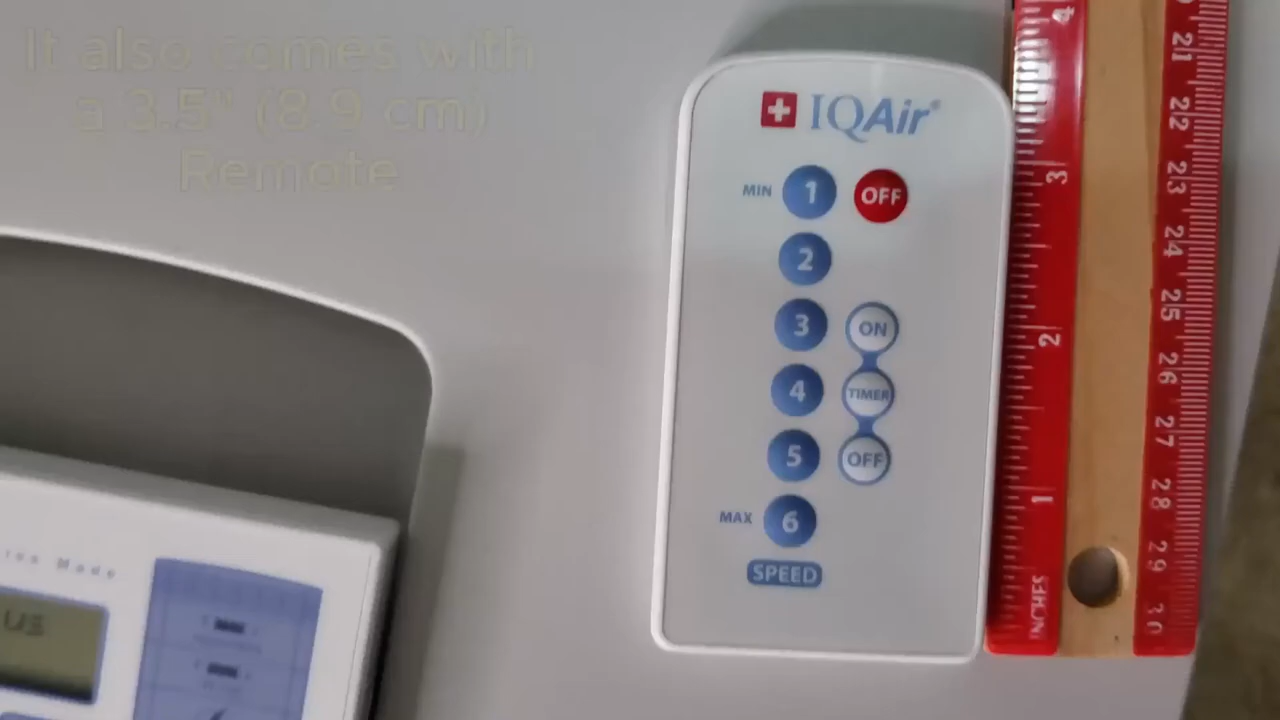 It also comes with
a 3.5" (8.9 cm)
Remote
IQAir®
MIN 1 OFF
2
3 ON
4 TIMER
5 OFF
MAX 6
SPEED
4
3
2
1
INCHES
21
22
23
24
25
26
27
28
29
30
Mode